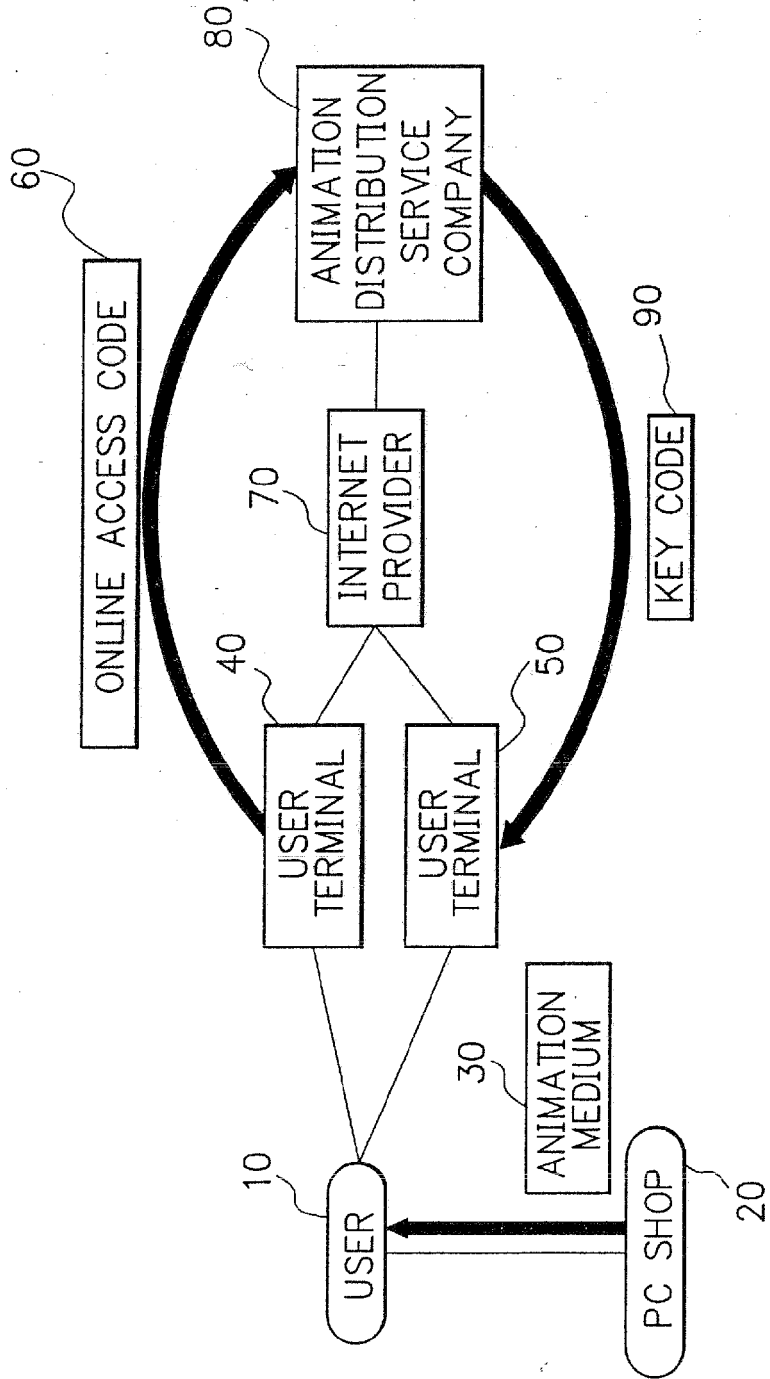 60
ONLINE ACCESS CODE
80
ANIMATION
DISTRIBUTION
SERVICE
COMPANY
70
INTERNET
PROVIDER
40
USER
TERMINAL
50
USER
TERMINAL
90
KEY CODE
10
USER
30
ANIMATION
MEDIUM
20
PC SHOP